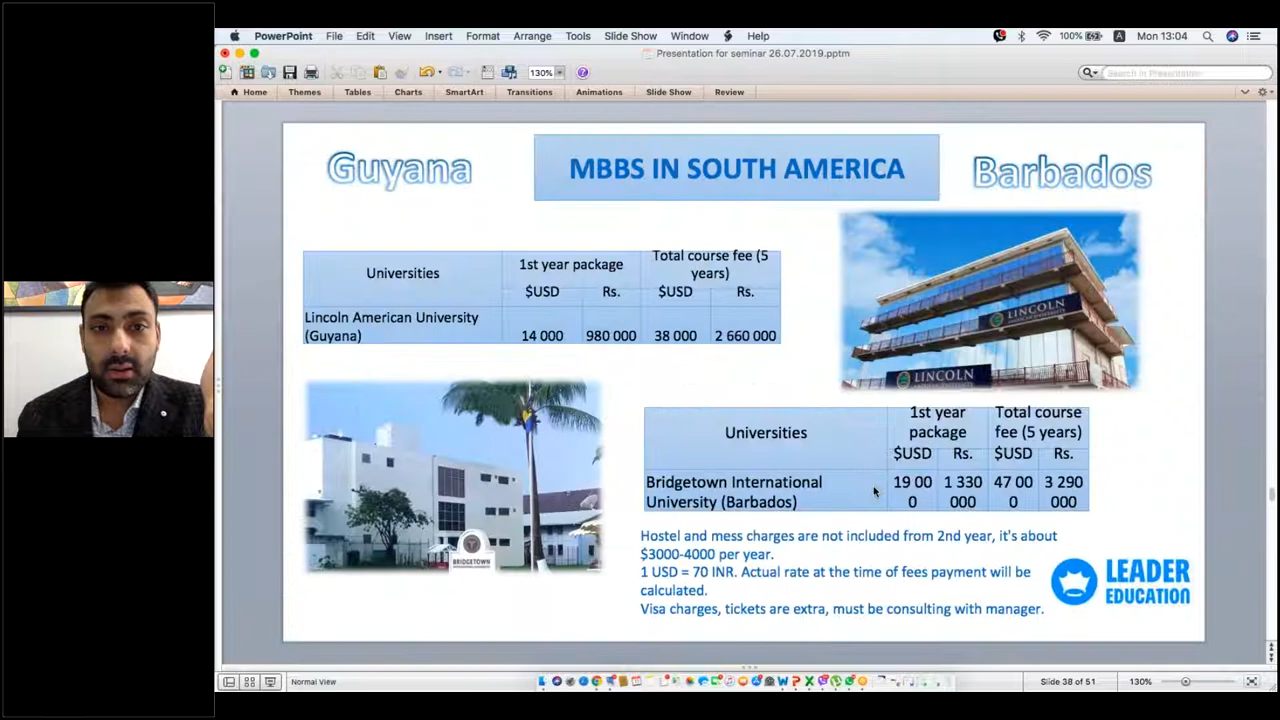 PowerPoint File Edit View Insert Format Arrange Tools Slide Show Window Help 100% A Mon 13:04
Presentation for seminar 26.07.2019.pptm
130% Search in Presentation
Home Themes Tables Charts SmartArt Transitions Animations Slide Show Review
Guyana
MBBS IN SOUTH AMERICA
Barbados
Universities 1st year package Total course fee (5
years)
$USD Rs. $USD Rs.
Lincoln American University
(Guyana) 14 000 980 000 38 000 2 660 000
LINCOLN
AMERICAN UNIVERSITY
LINCOLN
BRIDGETOWN
Universities 1st year Total course
package fee (5 years)
$USD Rs. $USD Rs.
Bridgetown International 19 00 1 330 47 00 3 290
University (Barbados) 0 000 0 000
Hostel and mess charges are not included from 2nd year, it's about
$3000-4000 per year.
1 USD = 70 INR. Actual rate at the time of fees payment will be
calculated.
Visa charges, tickets are extra, must be consulting with manager.
LEADER
EDUCATION
Normal View Slide 38 of 51 130%